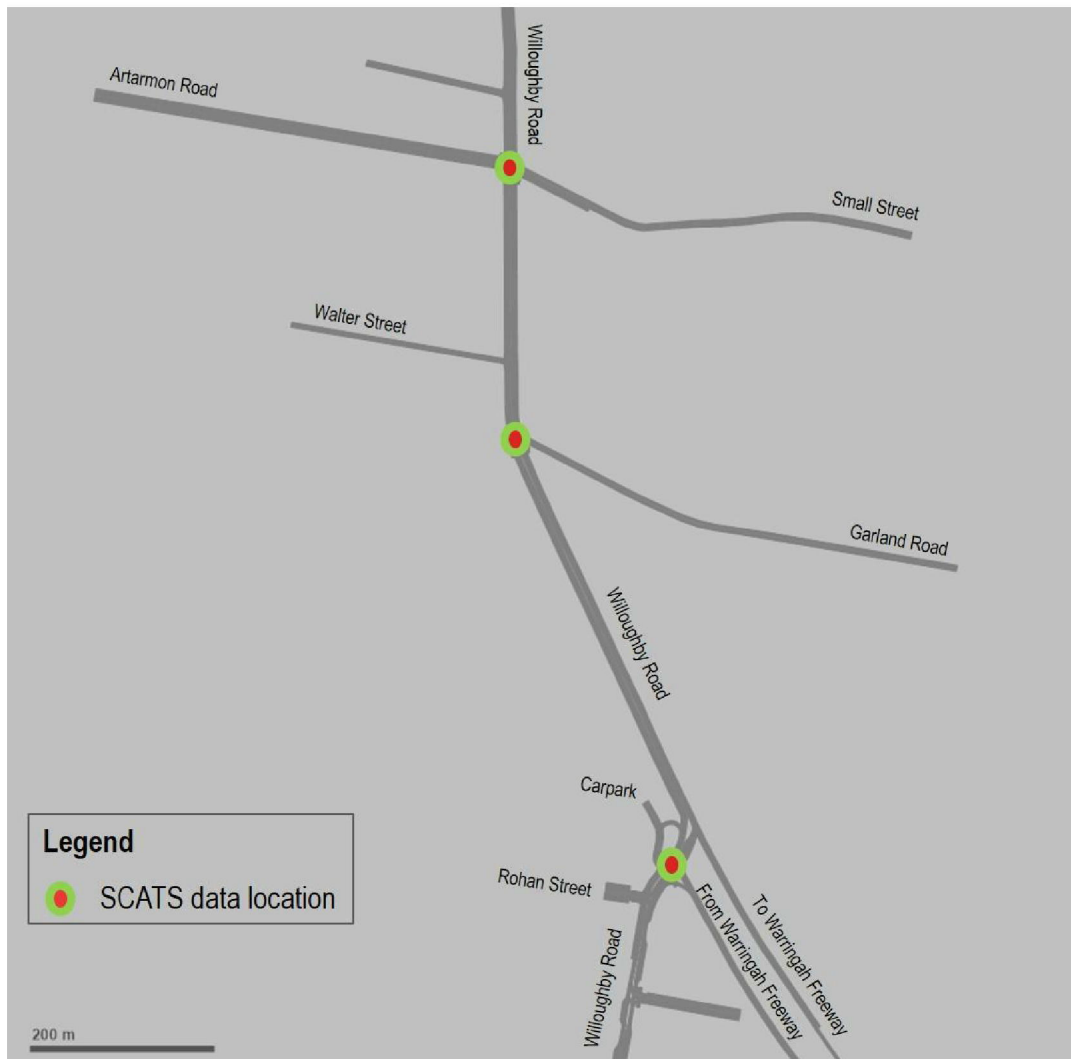 Willoughby Road
Artarmon Road
Small Street
Walter Street
Garland Road
Willoughby Road
Carpark
Rohan Street
From Warringah Freeway
To Warringah Freeway
Willoughby Road
Legend
SCATS data location
200 m